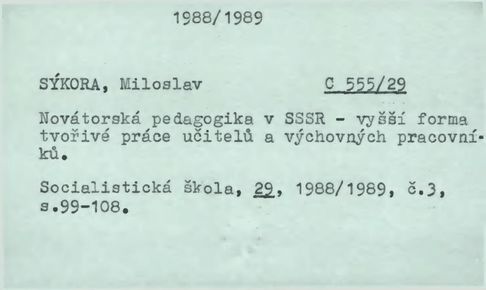 1988/1989
SÝKORA, Miloslav C 555/29
Novátorská pedagogika v SSSR - vyšší forma
tvořivé práce učitelů a výchovných pracovní-
ků.
Socialistická škola, 29, 1988/1989, č.3,
s.99-108.